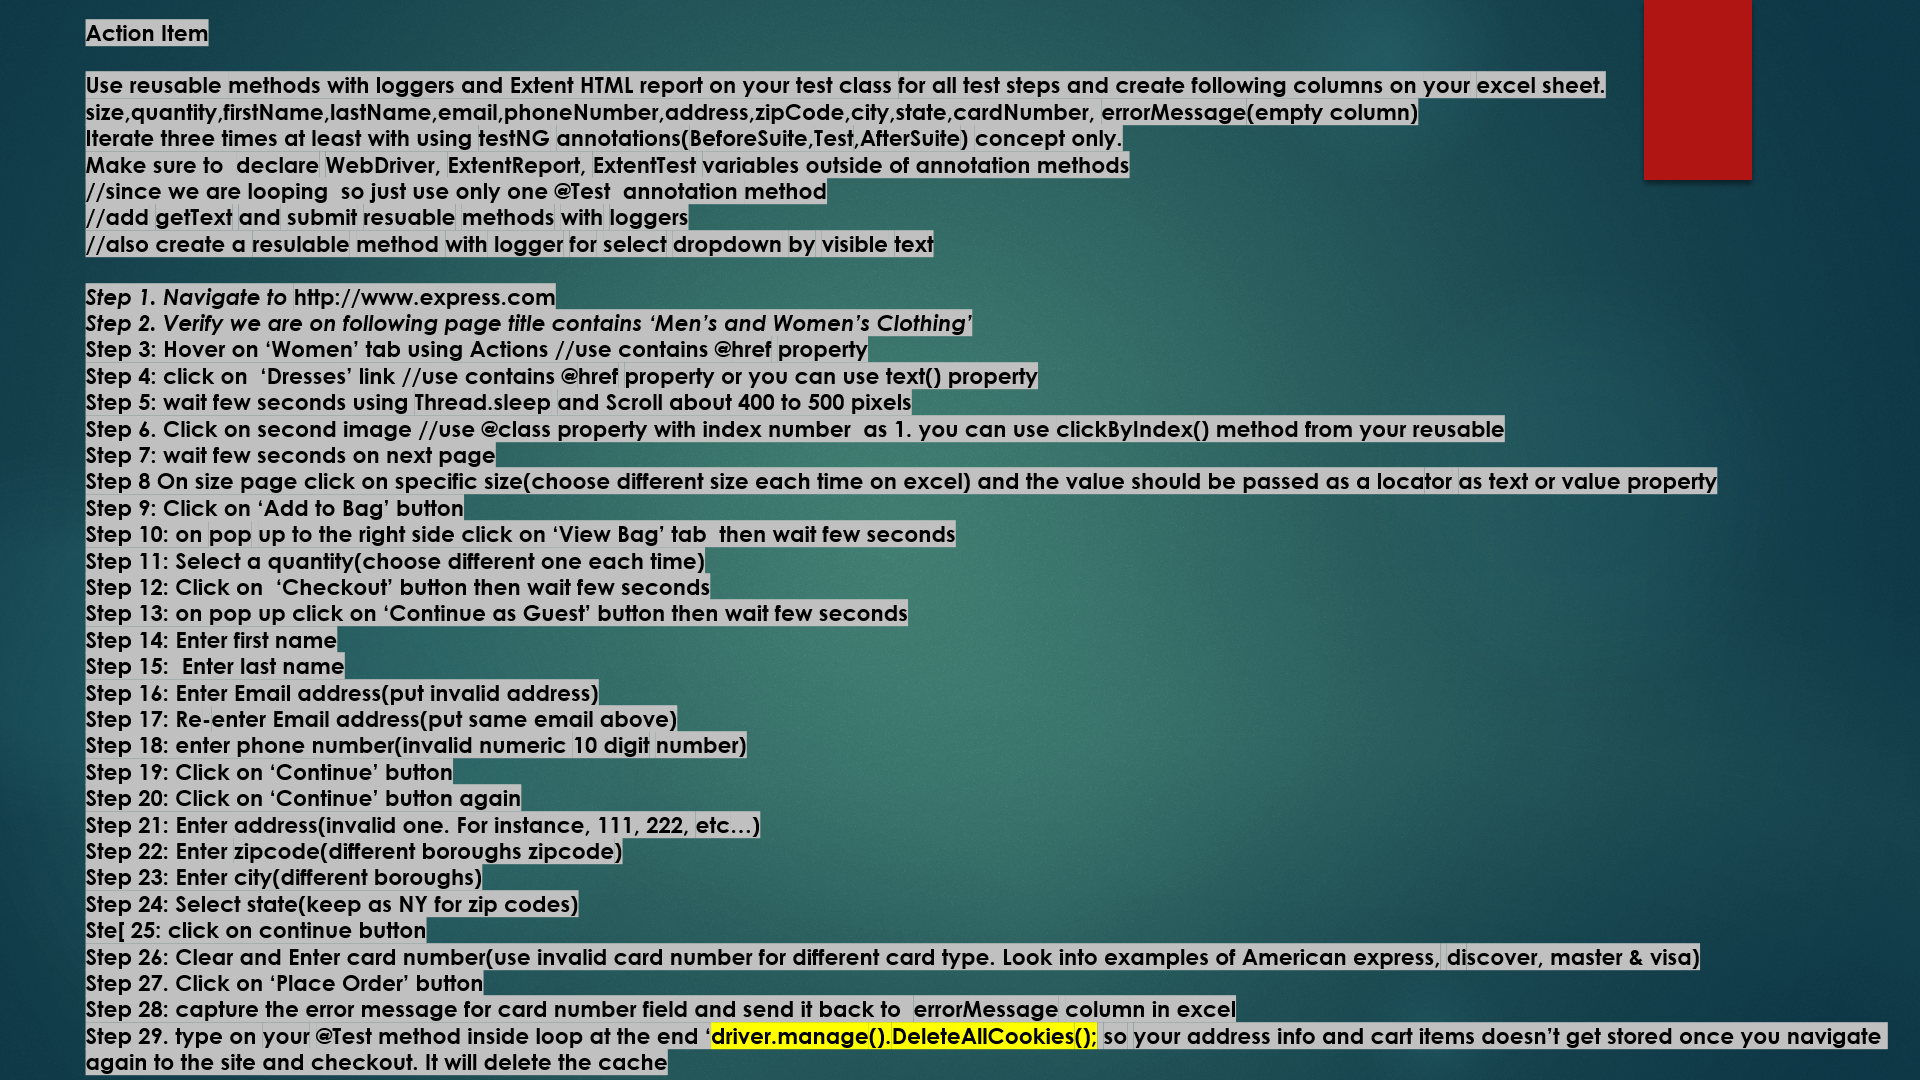 Action Item
Use reusable methods with loggers and Extent HTML report on your test class for all test steps and create following columns on your excel sheet.
size,quantity,firstName,lastName,email,phoneNumber,address,zipCode,city,state,cardNumber, errorMessage(empty column)
Iterate three times at least with using testNG annotations(BeforeSuite,Test,AfterSuite) concept only.
Make sure to  declare WebDriver, ExtentReport, ExtentTest variables outside of annotation methods
//since we are looping  so just use only one @Test  annotation method
//add getText and submit resuable methods with loggers
//also create a resulable method with logger for select dropdown by visible text
Step 1. Navigate to http://www.express.com
Step 2. Verify we are on following page title contains ‘Men’s and Women’s Clothing’
Step 3: Hover on ‘Women’ tab using Actions //use contains @href property
Step 4: click on  ‘Dresses’ link //use contains @href property or you can use text() property
Step 5: wait few seconds using Thread.sleep and Scroll about 400 to 500 pixels
Step 6. Click on second image //use @class property with index number  as 1. you can use clickByIndex() method from your reusable
Step 7: wait few seconds on next page
Step 8 On size page click on specific size(choose different size each time on excel) and the value should be passed as a locator as text or value property
Step 9: Click on ‘Add to Bag’ button
Step 10: on pop up to the right side click on ‘View Bag’ tab  then wait few seconds
Step 11: Select a quantity(choose different one each time)
Step 12: Click on  ‘Checkout’ button then wait few seconds
Step 13: on pop up click on ‘Continue as Guest’ button then wait few seconds
Step 14: Enter first name
Step 15:  Enter last name
Step 16: Enter Email address(put invalid address)
Step 17: Re-enter Email address(put same email above)
Step 18: enter phone number(invalid numeric 10 digit number)
Step 19: Click on ‘Continue’ button
Step 20: Click on ‘Continue’ button again
Step 21: Enter address(invalid one. For instance, 111, 222, etc…)
Step 22: Enter zipcode(different boroughs zipcode)
Step 23: Enter city(different boroughs)
Step 24: Select state(keep as NY for zip codes)
Ste[ 25: click on continue button
Step 26: Clear and Enter card number(use invalid card number for different card type. Look into examples of American express, discover, master & visa)
Step 27. Click on ‘Place Order’ button
Step 28: capture the error message for card number field and send it back to  errorMessage column in excel
Step 29. type on your @Test method inside loop at the end ‘driver.manage().DeleteAllCookies(); so your address info and cart items doesn’t get stored once you navigate
again to the site and checkout. It will delete the cache